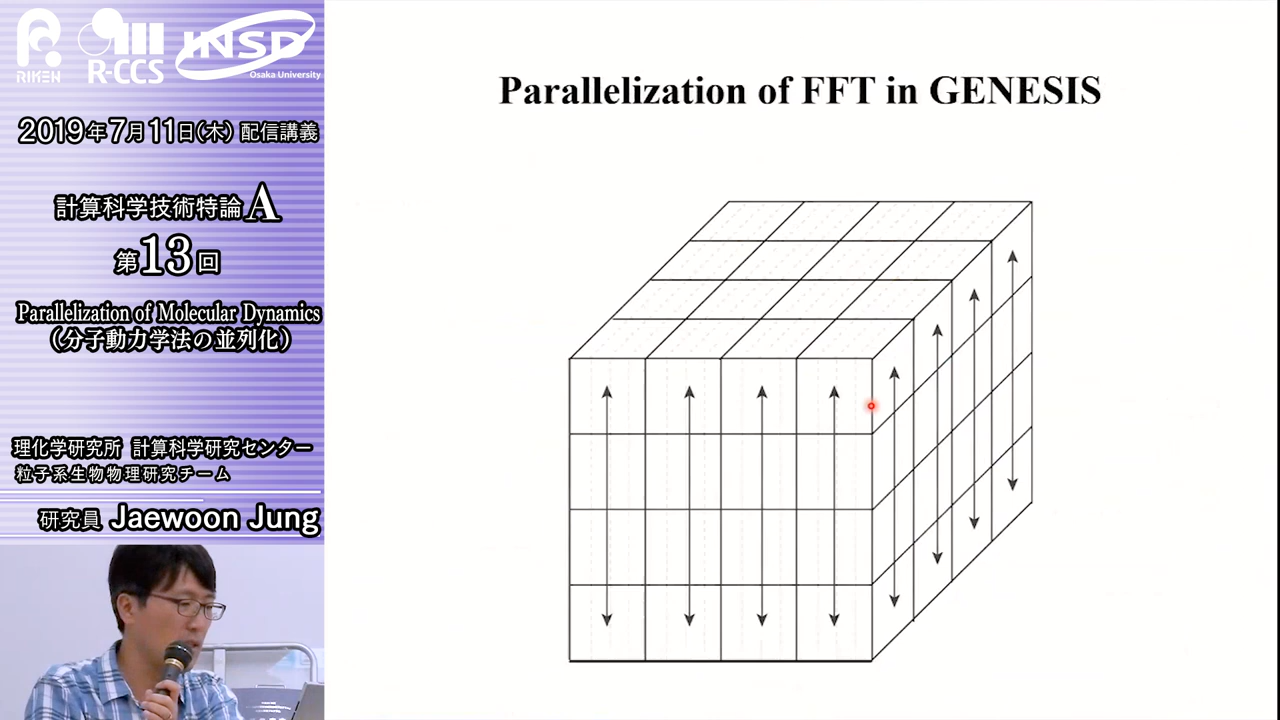 RIKEN
R-CCS
INSD
Osaka University
2019年7月11日(木) 配信講義
計算科学技術特論A
第13回
Parallelization of Molecular Dynamics
(分子動力学法の並列化)
理化学研究所 計算科学研究センター
粒子系生物物理研究チーム
研究員 Jaewoon Jung
Parallelization of FFT in GENESIS